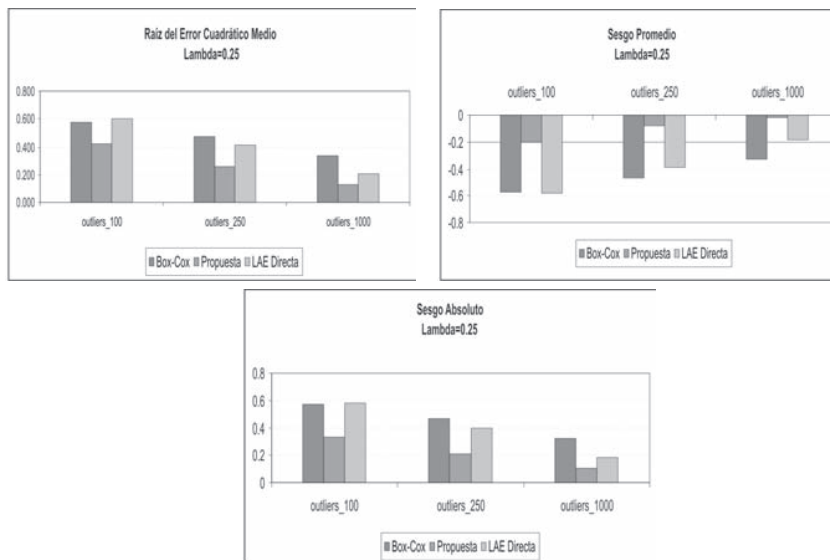 Raiz del Error Cuadrático Medio
Lambda=0.25
0.800
0.600
0.400
0.200
0.000
outliers_100 outliers_250 outliers_1000
Box-Cox Propuesta LAE Directa
Sesgo Promedio
Lambda=0.25
outliers_100 outliers_250 outliers_1000
0
-0.2
-0.4
-0.6
-0.8
Box-Cox Propuesta LAE Directa
Sesgo Absoluto
Lambda=0.25
0.8
0.6
0.4
0.2
0
outliers_100 outliers_250 outliers_1000
Box-Cox Propuesta LAE Directa